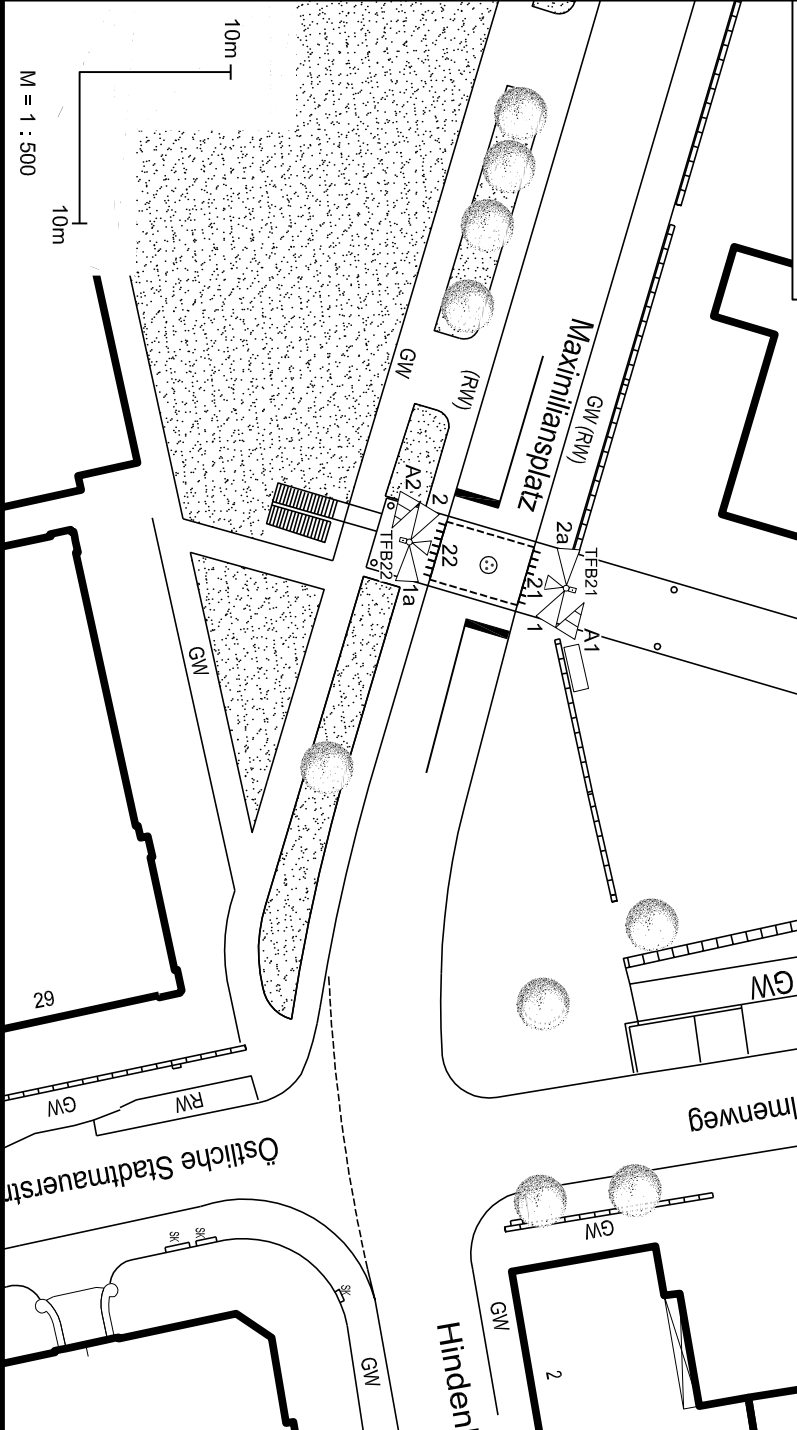 10m
10m
M = 1 : 500
GW
(RW)
Maximiliansplatz
GW (RW)
A2
2
22
TFB22
1a
2a
TFB21
21
1
A1
GW
GW
29
GW
RW
Östliche Stadtmauerstr
lmenweg
SK
SK
SK
GW
GW
GW
2
Hinden